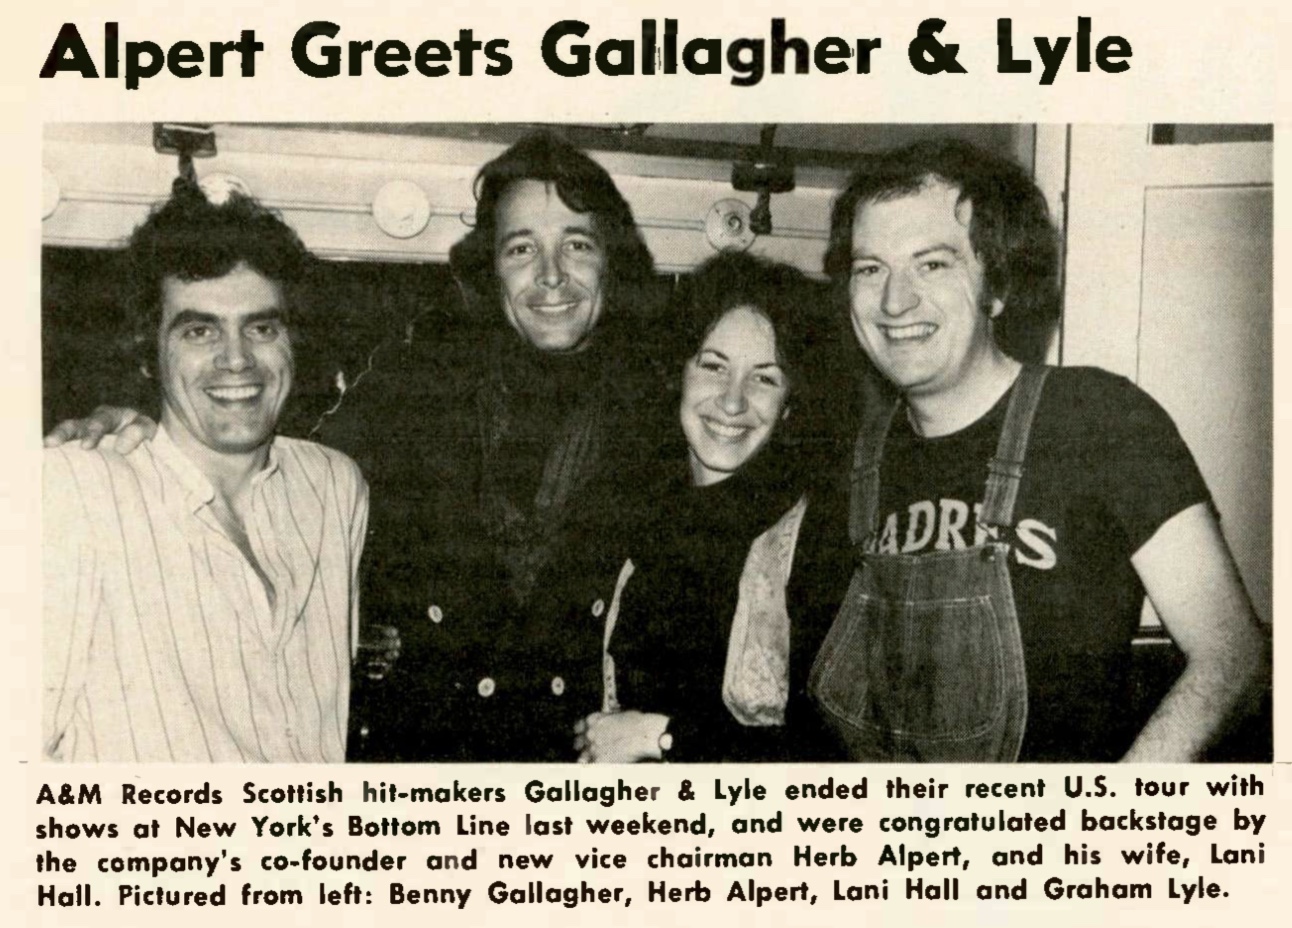 Alpert Greets Gallagher & Lyle
ADRES
A&M Records Scottish hit-makers Gallagher & Lyle ended their recent U.S. tour with
shows at New York's Bottom Line last weekend, and were congratulated backstage by
the company's co-founder and new vice chairman Herb Alpert, and his wife, Lani
Hall. Pictured from left: Benny Gallagher, Herb Alpert, Lani Hall and Graham Lyle.